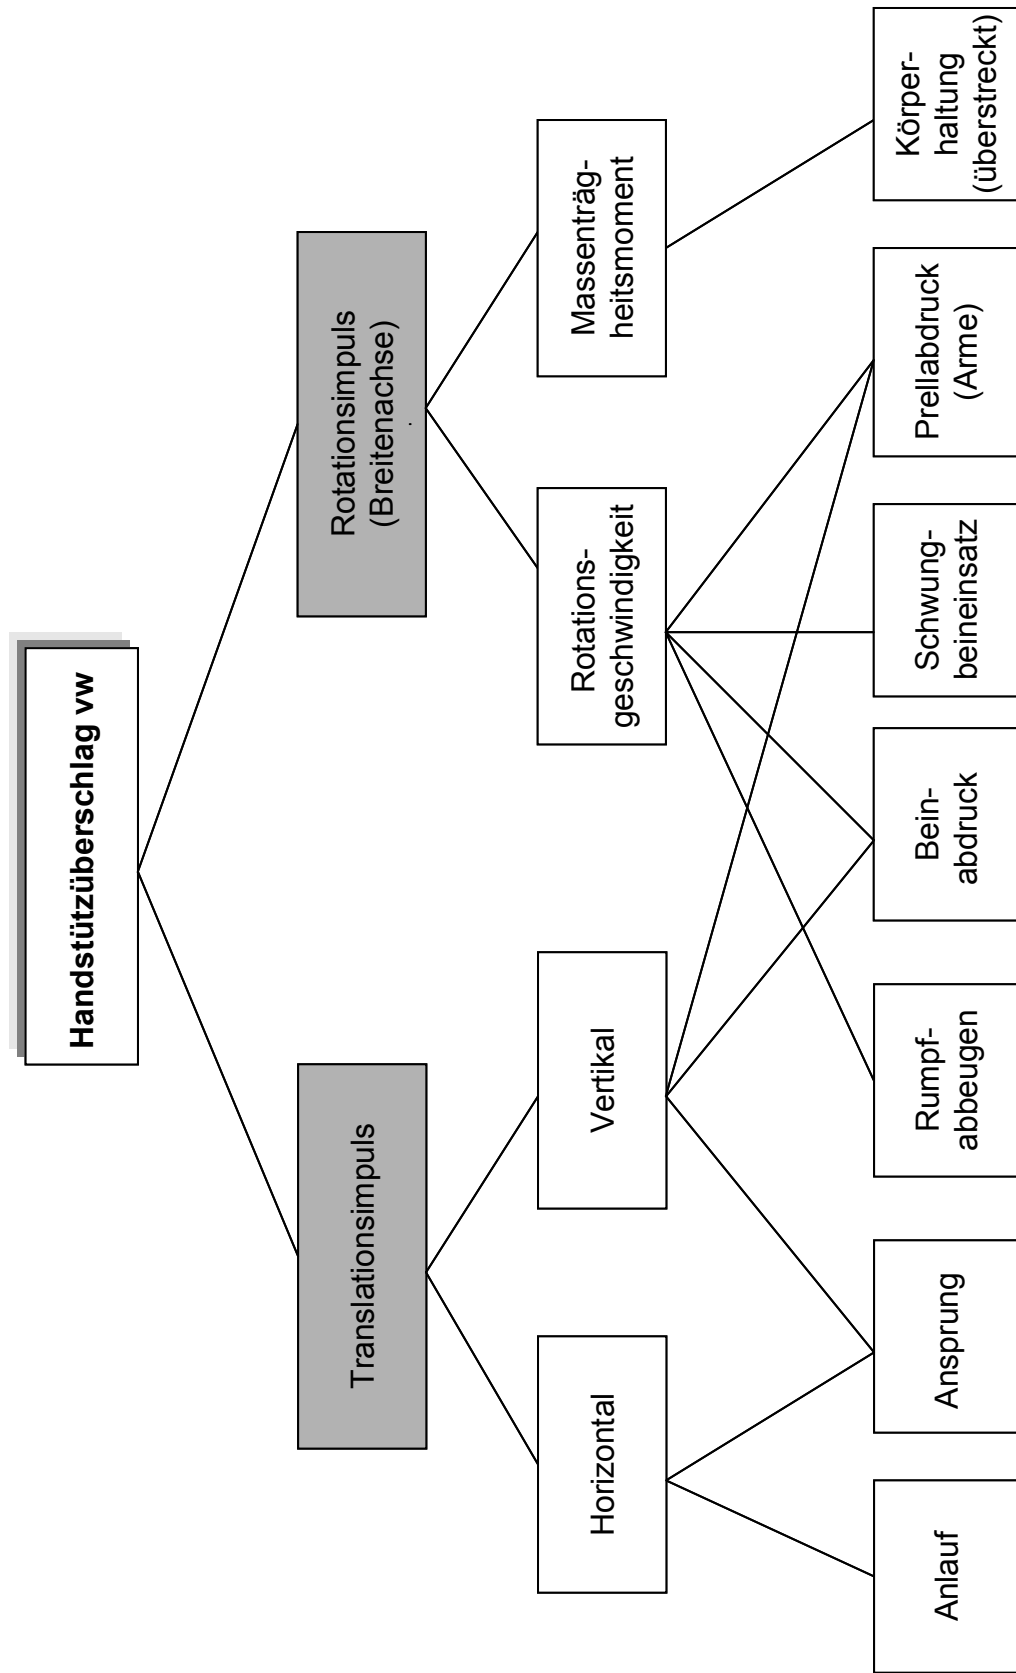 Handstützüberschlag vw
Translationsimpuls
Rotationsimpuls
(Breitenachse)
Horizontal
Vertikal
Rotations-
geschwindigkeit
Massenträg-
heitsmoment
Anlauf
Ansprung
Rumpf-
abbeugen
Bein-
abdruck
Schwung-
beineinsatz
Prellabdruck
(Arme)
Körper-
haltung
(überstreckt)